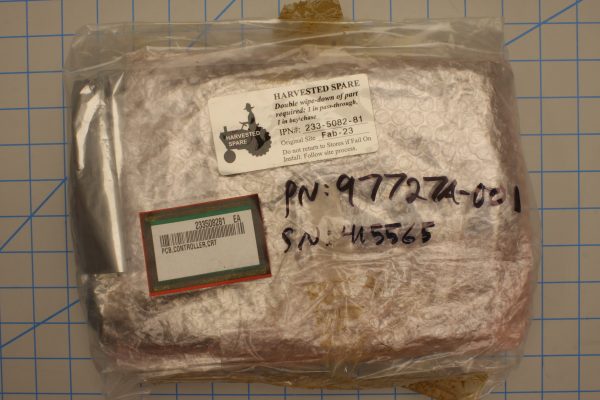 HARVESTED SPARE
Double wipe-down of part
required: 1 in pass-through,
1 in bay\chase
IPN#: 233-5082-81
Original Site Fab-23
Do not return to Stores if Fail On
Install: Follow site process.
HARVESTED
SPARE
PN: 97727A-001
SN: 415565
233508281 EA
PCB,CONTROLLER,CRT